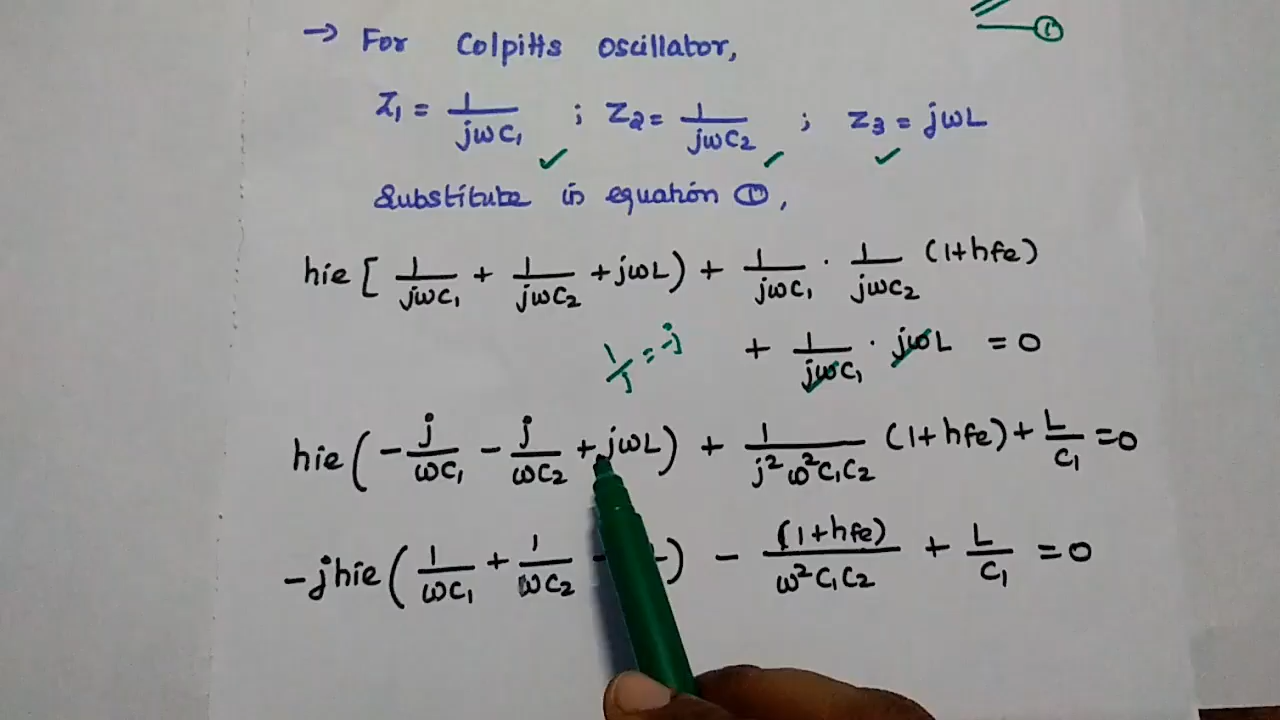 ①
→ For Colpitts oscillator,
Z₁ = 1/jωC₁ ; Z₂ = 1/jωC₂ ; Z₃ = jωL
Substitute in equation ①,
hie [ 1/jωC₁ + 1/jωC₂ + jωL ) + 1/jωC₁ · 1/jωC₂ (1+hfe)
1/j = -j + 1/jωC₁ · jωL = 0
hie ( - j/ωC₁ - j/ωC₂ + jωL ) + 1/j²ω²C₁C₂ (1+hfe) + L/C₁ = 0
-jhie ( 1/ωC₁ + 1/ωC₂ - ) - (1+hfe)/ω²C₁C₂ + L/C₁ = 0